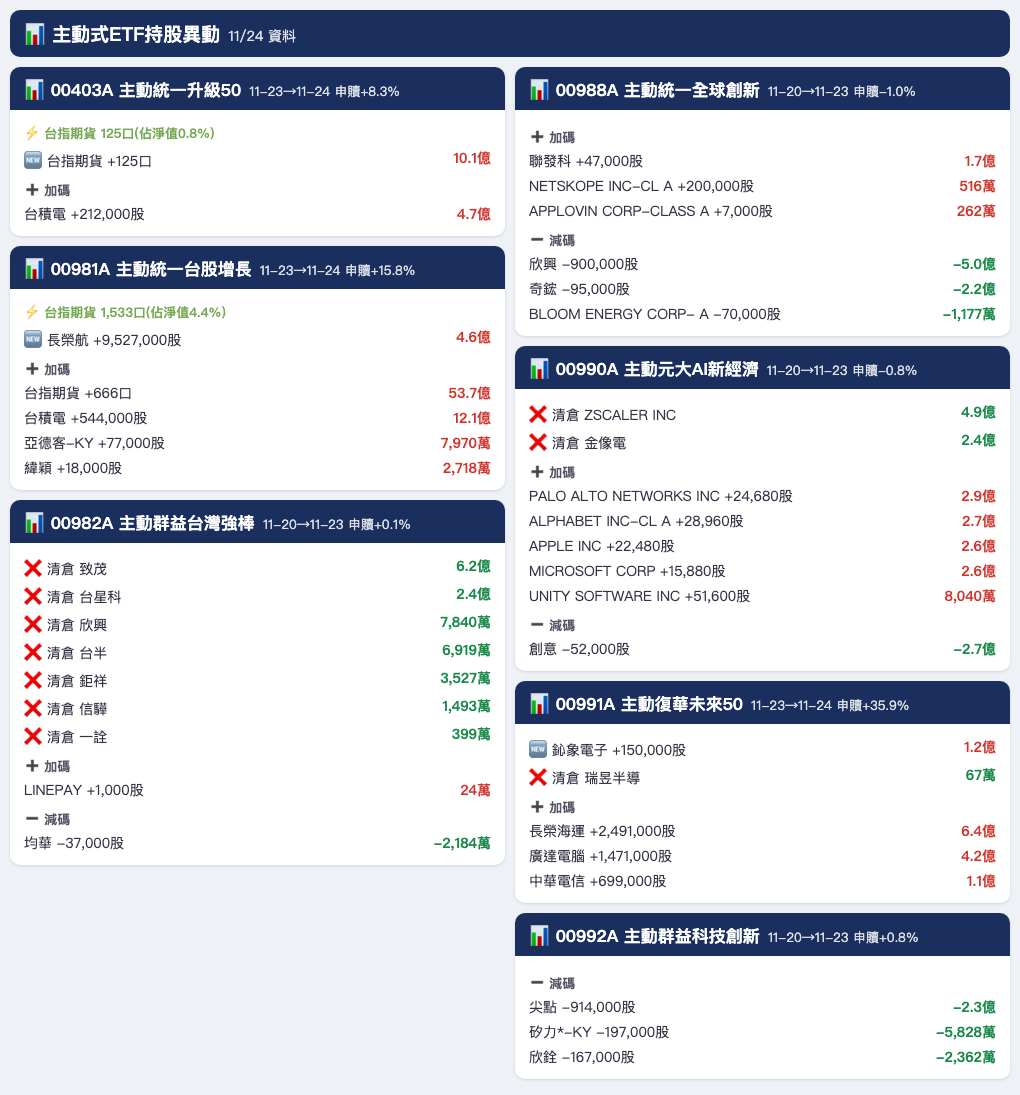 主動式ETF持股異動 11/24 資料
00403A 主動統一升級50 11-23→11-24 申贖+8.3%
⚡ 台指期貨 125口(佔淨值0.8%)
NEW 台指期貨 +125口 10.1億
+ 加碼
台積電 +212,000股 4.7億
00981A 主動統一台股增長 11-23→11-24 申贖+15.8%
⚡ 台指期貨 1,533口(佔淨值4.4%)
NEW 長榮航 +9,527,000股 4.6億
+ 加碼
台指期貨 +666口 53.7億
台積電 +544,000股 12.1億
亞德客-KY +77,000股 7,970萬
緯穎 +18,000股 2,718萬
00982A 主動群益台灣強棒 11-20→11-23 申贖+0.1%
❌ 清倉 致茂 6.2億
❌ 清倉 台星科 2.4億
❌ 清倉 欣興 7,840萬
❌ 清倉 台半 6,919萬
❌ 清倉 鉅祥 3,527萬
❌ 清倉 信驊 1,493萬
❌ 清倉 一詮 399萬
+ 加碼
LINEPAY +1,000股 24萬
- 減碼
均華 -37,000股 -2,184萬
00988A 主動統一全球創新 11-20→11-23 申贖-1.0%
+ 加碼
聯發科 +47,000股 1.7億
NETSKOPE INC-CL A +200,000股 516萬
APPLOVIN CORP-CLASS A +7,000股 262萬
- 減碼
欣興 -900,000股 -5.0億
奇鋐 -95,000股 -2.2億
BLOOM ENERGY CORP- A -70,000股 -1,177萬
00990A 主動元大AI新經濟 11-20→11-23 申贖-0.8%
❌ 清倉 ZSCALER INC 4.9億
❌ 清倉 金像電 2.4億
+ 加碼
PALO ALTO NETWORKS INC +24,680股 2.9億
ALPHABET INC-CL A +28,960股 2.7億
APPLE INC +22,480股 2.6億
MICROSOFT CORP +15,880股 2.6億
UNITY SOFTWARE INC +51,600股 8,040萬
- 減碼
創意 -52,000股 -2.7億
00991A 主動復華未來50 11-23→11-24 申贖+35.9%
NEW 鈊象電子 +150,000股 1.2億
❌ 清倉 瑞昱半導 67萬
+ 加碼
長榮海運 +2,491,000股 6.4億
廣達電腦 +1,471,000股 4.2億
中華電信 +699,000股 1.1億
00992A 主動群益科技創新 11-20→11-23 申贖+0.8%
- 減碼
尖點 -914,000股 -2.3億
矽力*-KY -197,000股 -5,828萬
欣銓 -167,000股 -2,362萬